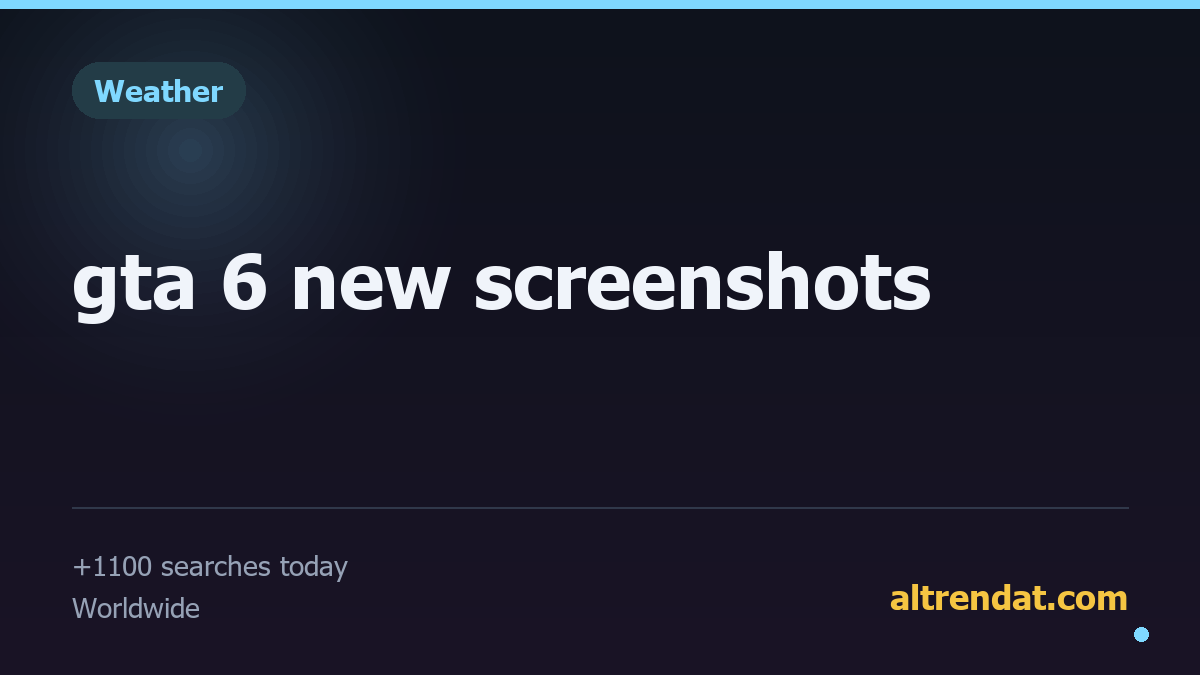 Weather
gta 6 new screenshots
+1100 searches today
Worldwide
altrendat.com